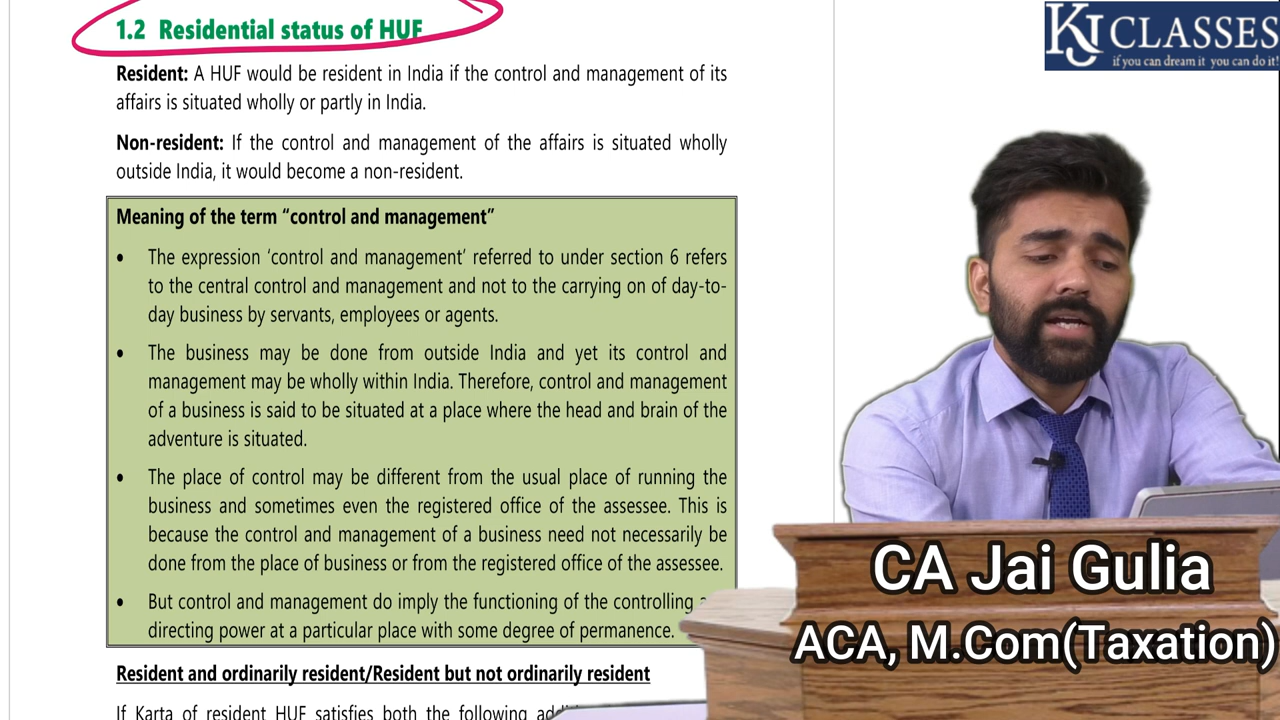 1.2 Residential status of HUF
Resident: A HUF would be resident in India if the control and management of its
affairs is situated wholly or partly in India.
Non-resident: If the control and management of the affairs is situated wholly
outside India, it would become a non-resident.
Meaning of the term “control and management”
• The expression ‘control and management’ referred to under section 6 refers
to the central control and management and not to the carrying on of day-to-
day business by servants, employees or agents.
• The business may be done from outside India and yet its control and
management may be wholly within India. Therefore, control and management
of a business is said to be situated at a place where the head and brain of the
adventure is situated.
• The place of control may be different from the usual place of running the
business and sometimes even the registered office of the assessee. This is
because the control and management of a business need not necessarily be
done from the place of business or from the registered office of the assessee.
• But control and management do imply the functioning of the controlling
directing power at a particular place with some degree of permanence.
Resident and ordinarily resident/Resident but not ordinarily resident
If Karta of resident HUF satisfies both the following
KJ CLASSES
if you can dream it you can do it!
CA Jai Gulia
ACA, M.Com(Taxation)